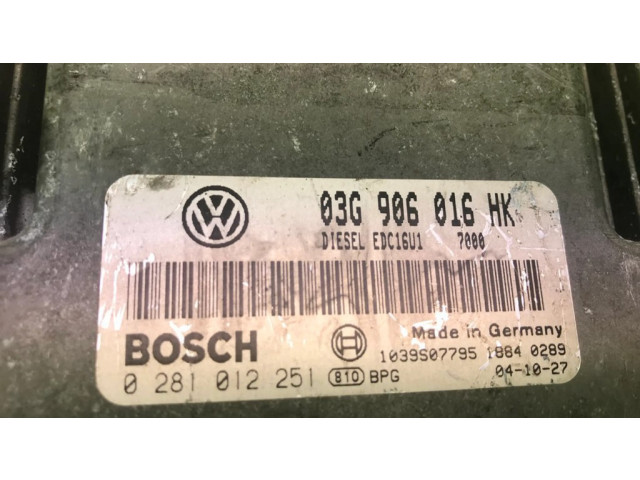 03G 906 016 HK
DIESEL EDC16U1 7000
BOSCH
Made in Germany
1039S07795 1884 0289
0 281 012 251 810 BPG
04-10-27